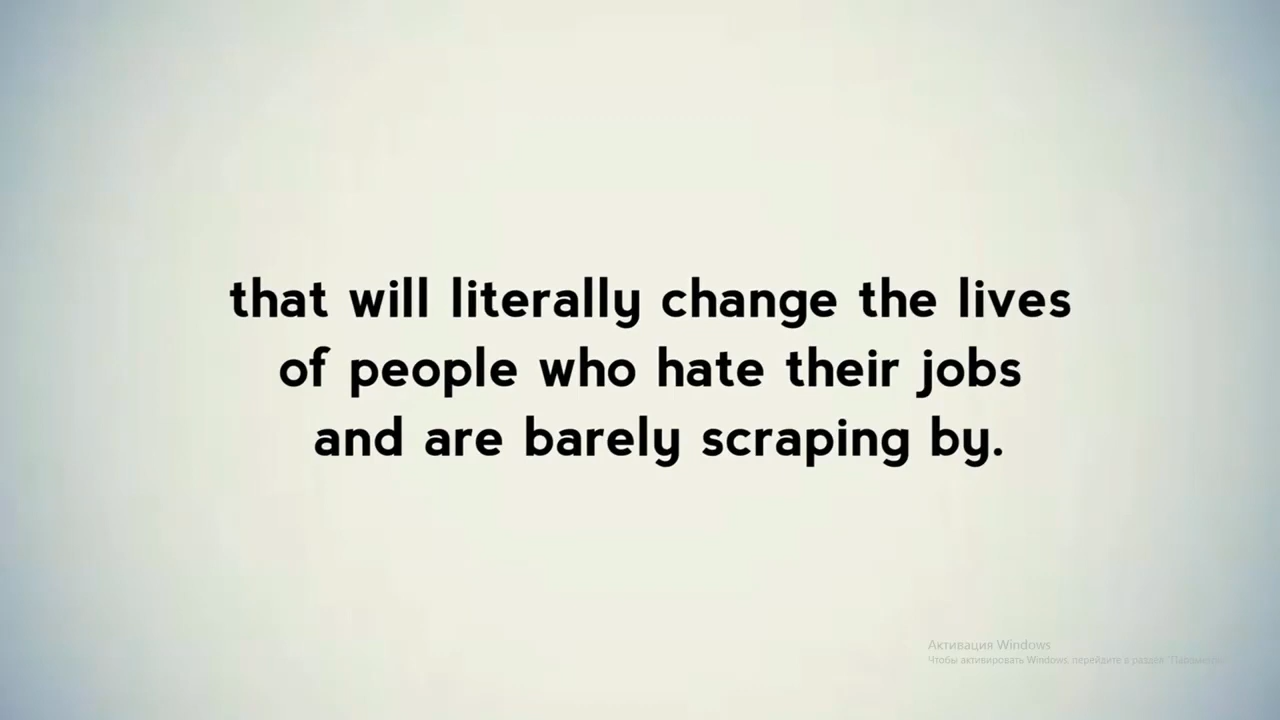 that will literally change the lives
of people who hate their jobs
and are barely scraping by.
Активация Windows
Чтобы активировать Windows, перейдите в раздел "Параметры".